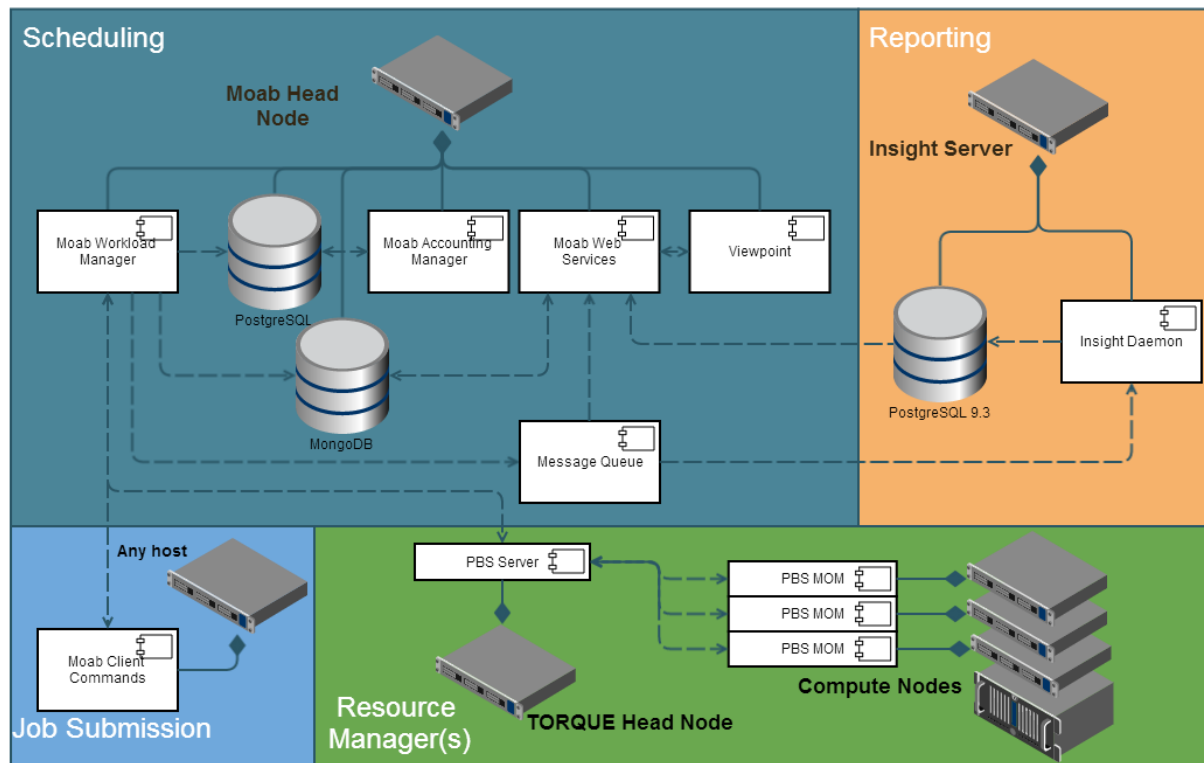 Scheduling
Reporting
Moab Head
Node
Insight Server
Moab Workload
Manager
Moab Accounting
Manager
Moab Web
Services
Viewpoint
PostgreSQL
Insight Daemon
PostgreSQL 9.3
MongoDB
Message Queue
Any host
PBS Server
PBS MOM
PBS MOM
PBS MOM
Moab Client
Commands
Compute Nodes
Job Submission
Resource
Manager(s)
TORQUE Head Node